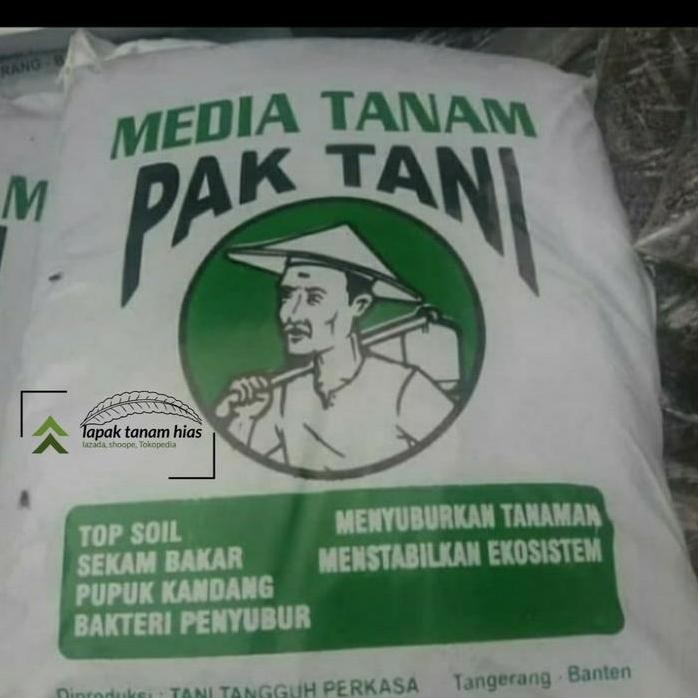 RANG - B
MEDIA TANAM
PAK TANI
M
lapak tanam hias
lazada, shoope, Tokopedia
TOP SOIL
SEKAM BAKAR
PUPUK KANDANG
BAKTERI PENYUBUR
MENYUBURKAN TANAMAN
MENSTABILKAN EKOSISTEM
Diproduksi : TANI TANGGUH PERKASA Tangerang - Banten